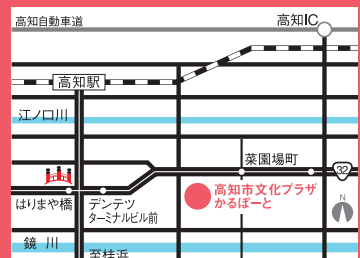 高知自動車道
高知IC
高知駅
江ノ口川
菜園場町
32
はりまや橋
デンテツ
ターミナルビル前
高知市文化プラザ
かるぽーと
N
鏡川
至桂浜